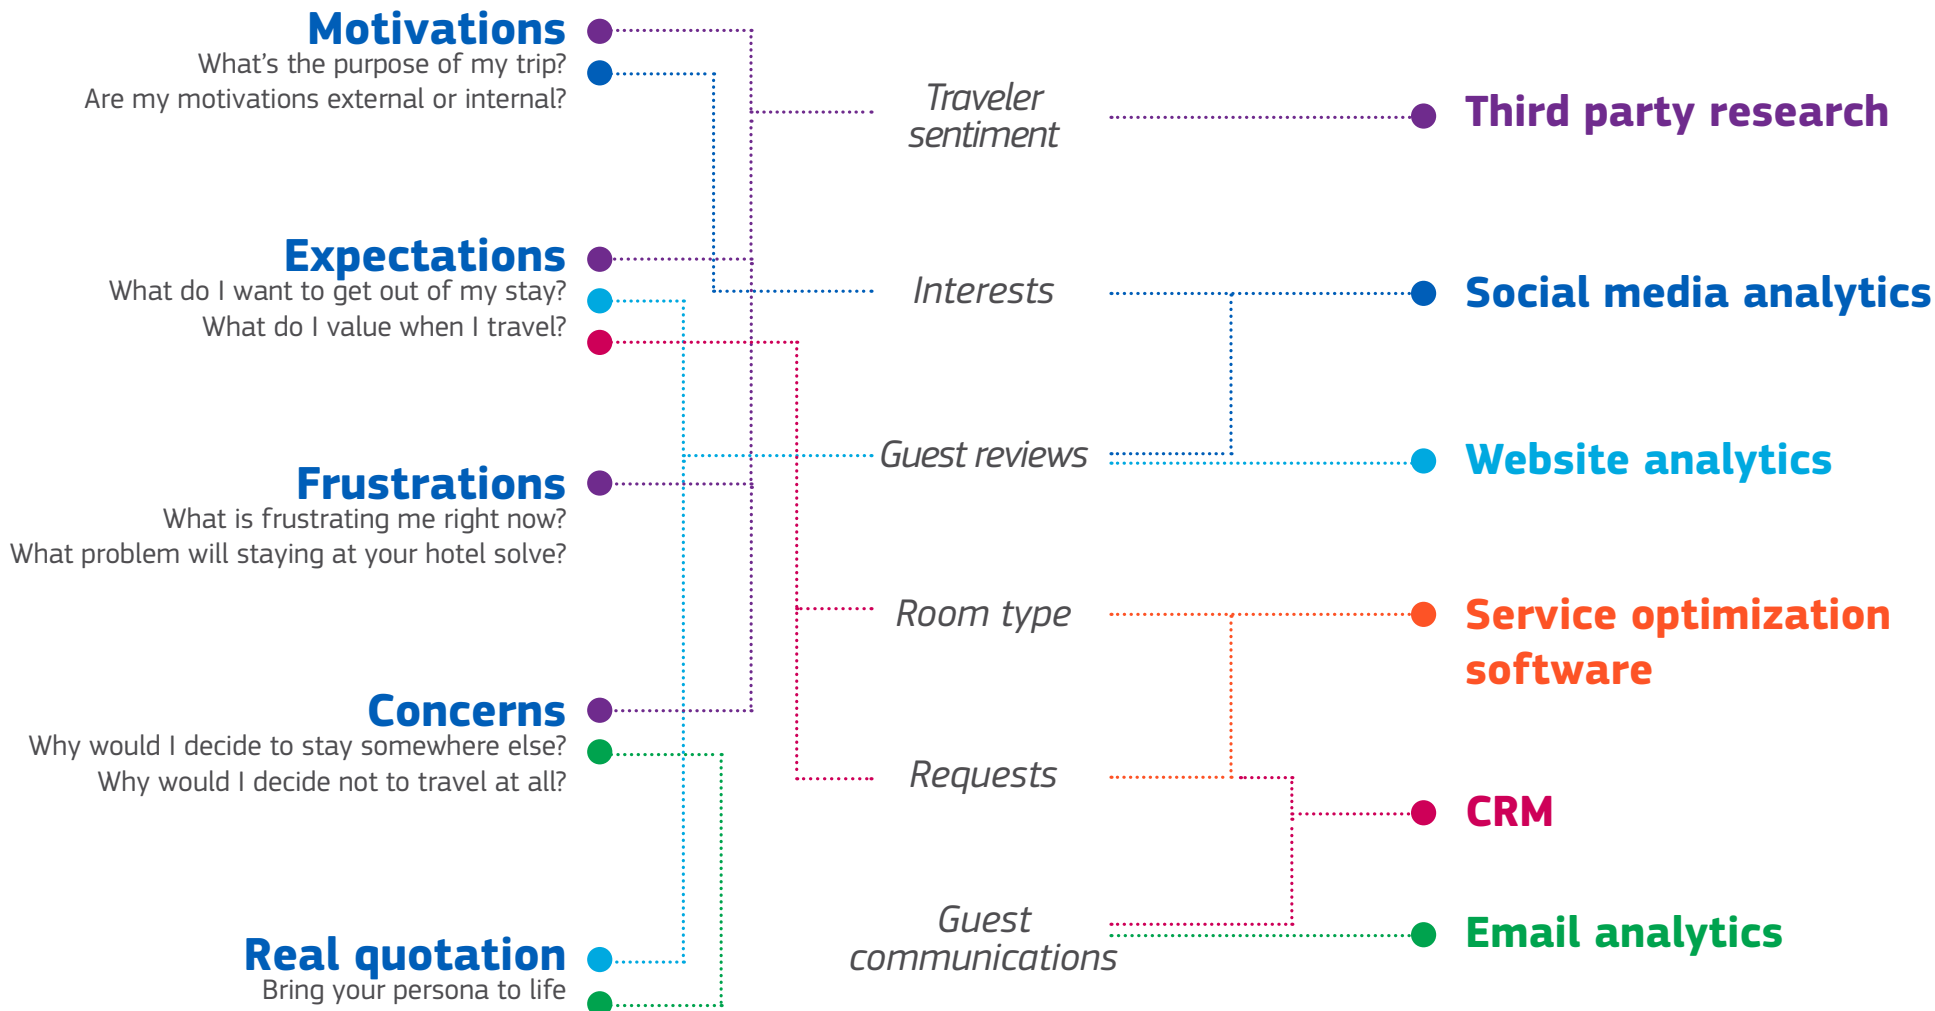 Motivations
What's the purpose of my trip?
Are my motivations external or internal?
Expectations
What do I want to get out of my stay?
What do I value when I travel?
Frustrations
What is frustrating me right now?
What problem will staying at your hotel solve?
Concerns
Why would I decide to stay somewhere else?
Why would I decide not to travel at all?
Real quotation
Bring your persona to life
Traveler
sentiment
Interests
Guest reviews
Room type
Requests
Guest
communications
Third party research
Social media analytics
Website analytics
Service optimization
software
CRM
Email analytics